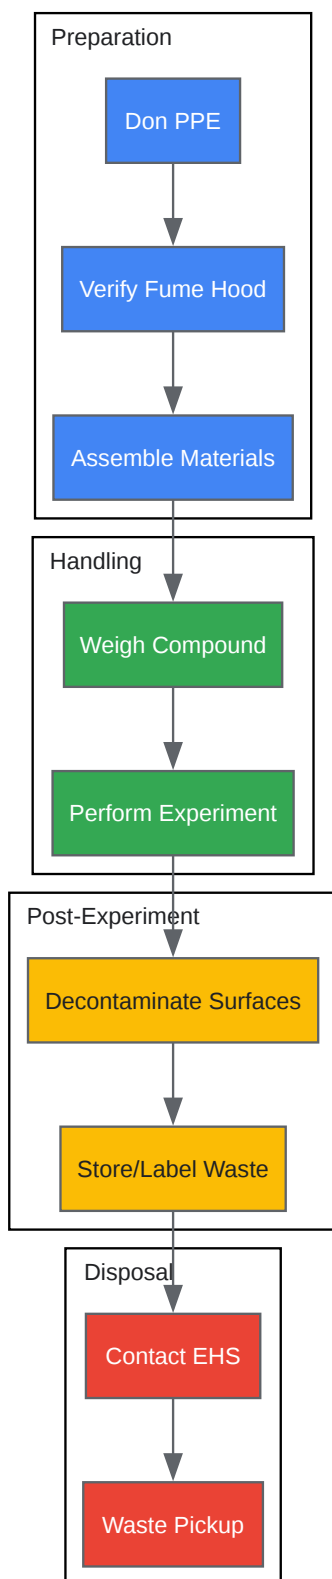 Preparation
Don PPE
Verify Fume Hood
Assemble Materials
Handling
Weigh Compound
Perform Experiment
Post-Experiment
Decontaminate Surfaces
Store/Label Waste
Disposal
Contact EHS
Waste Pickup